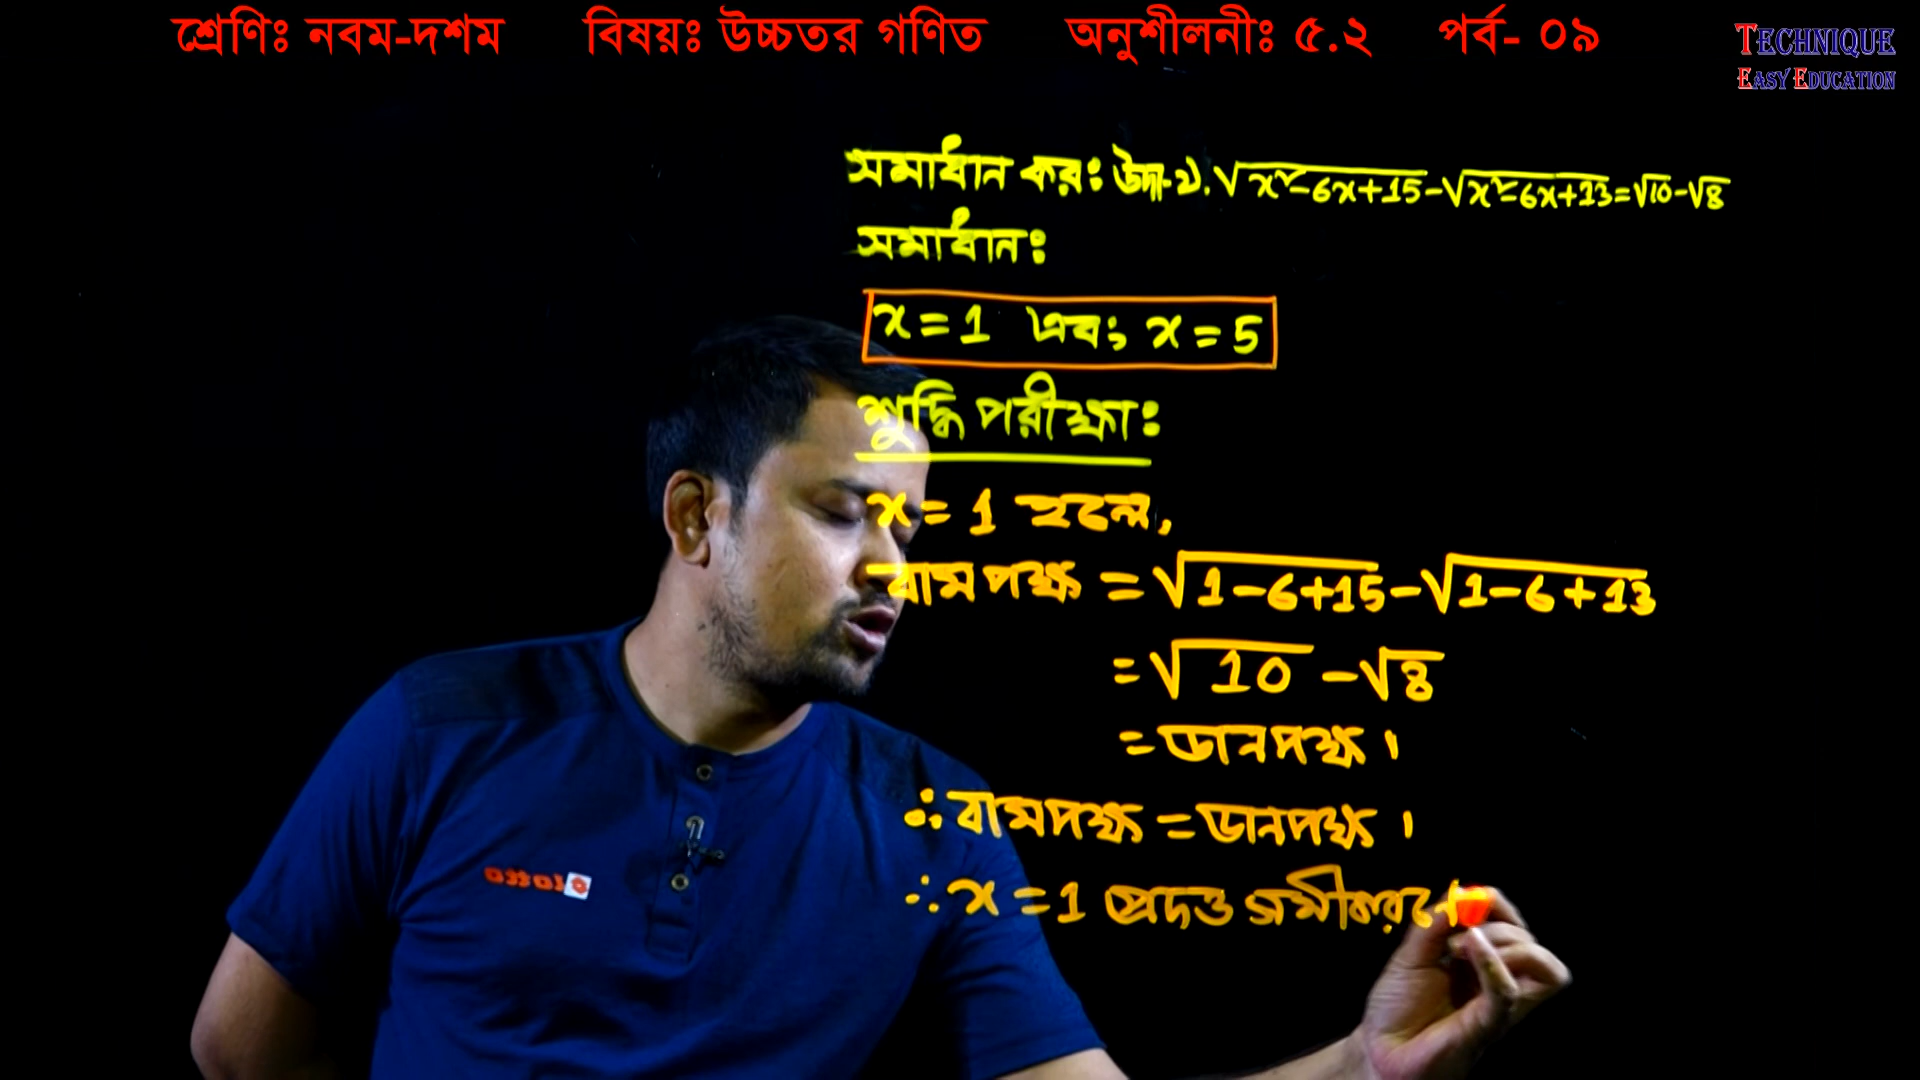 শ্রেণিঃ নবম-দশম বিষয়ঃ উচ্চতর গণিত অনুশীলনীঃ ৫.২ পর্ব- ০৯
TECHNIQUE
EASY EDUCATION
সমাধান করঃ উদা-১. √x²-6x+15 - √x²-6x+13 = √10 - √8
সমাধানঃ
x = 1 এবং x = 5
শুদ্ধি পরীক্ষাঃ
x = 1 হলে,
বামপক্ষ = √1-6+15 - √1-6+13
= √10 - √8
= ডানপক্ষ ।
∴ বামপক্ষ = ডানপক্ষ ।
∴ x = 1 প্রদত্ত সমীকরণে